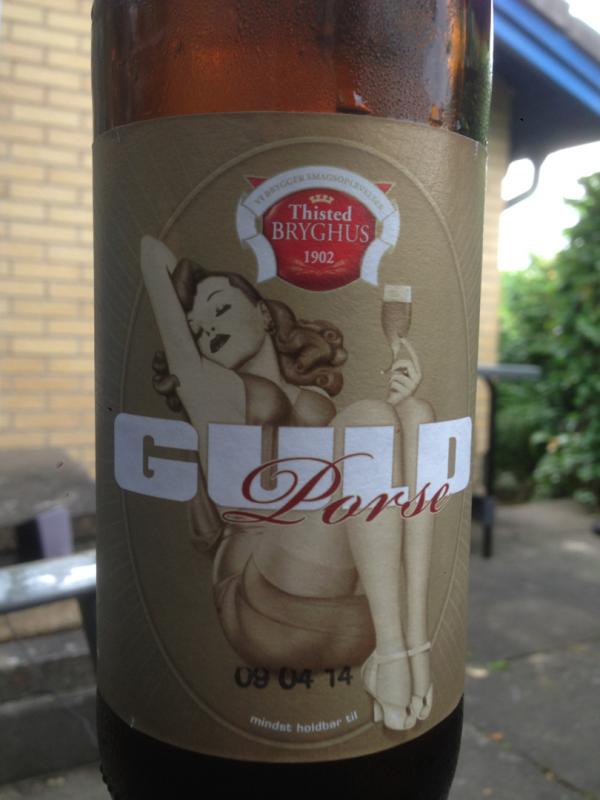 VI BRYGGER SMAGSOPLEVELSER
Thisted
BRYGHUS
1902
GULD
Porse
09 04 14
mindst holdbar til